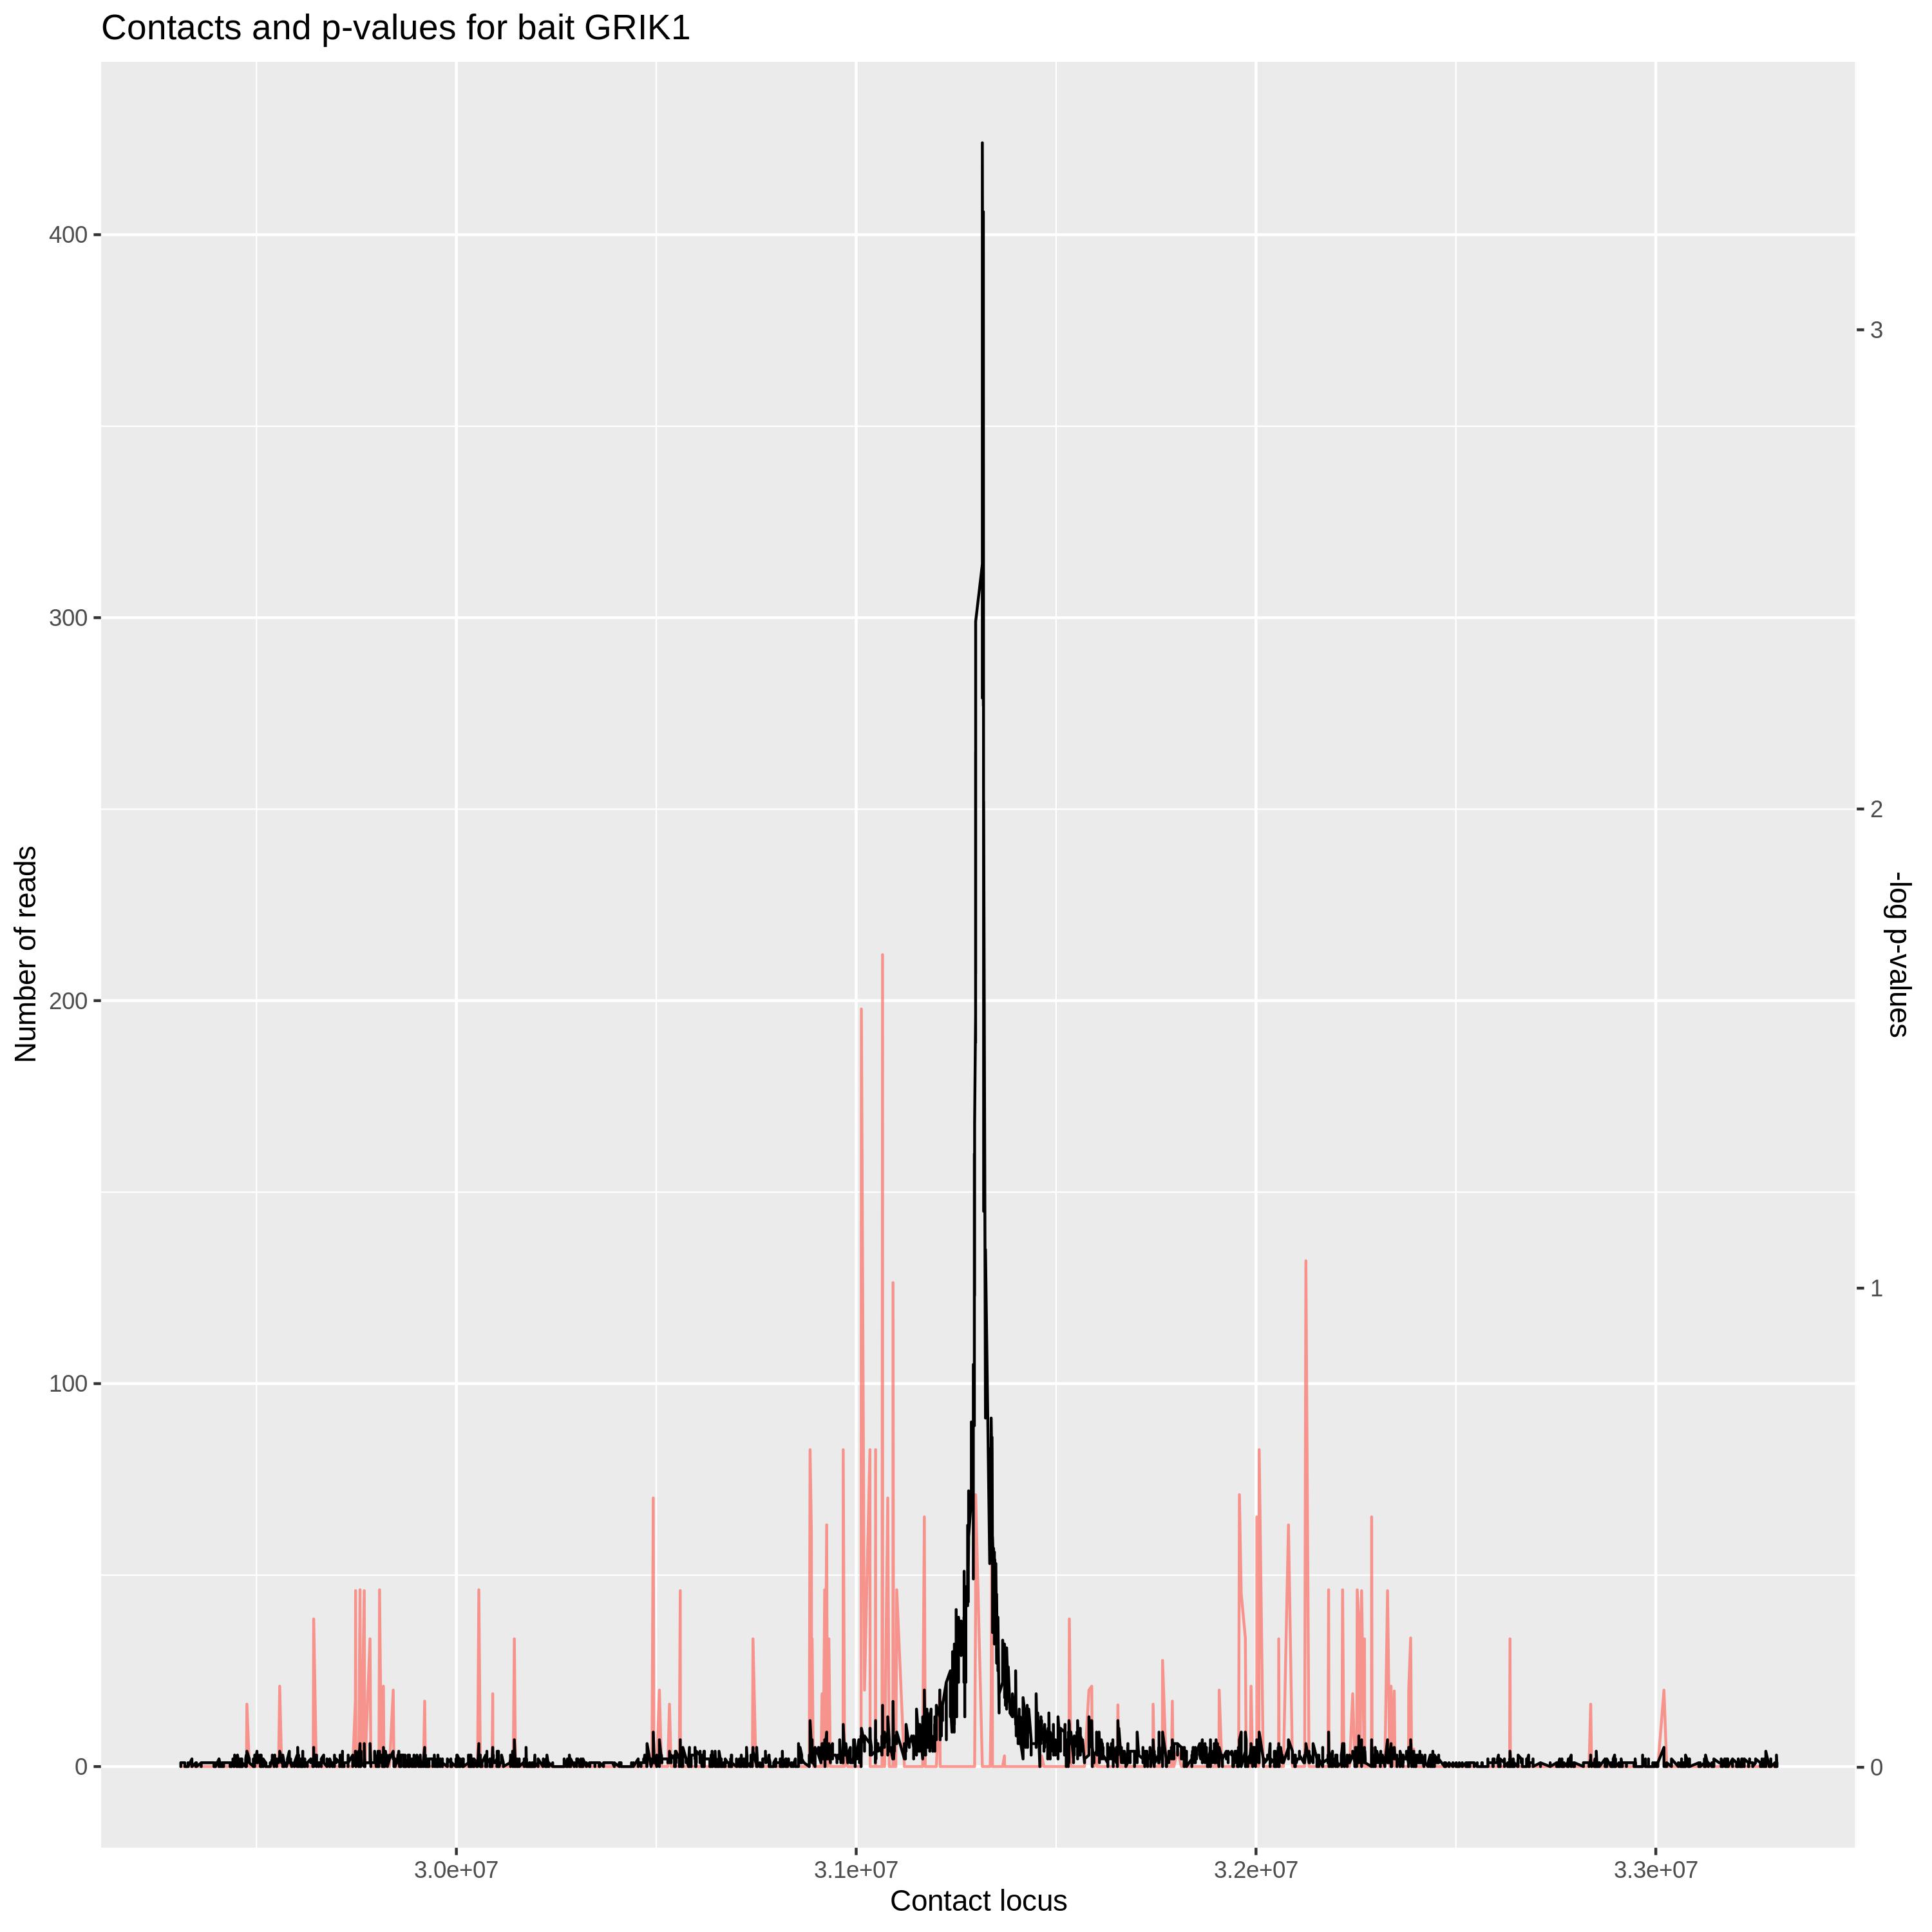 Contacts and p-values for bait GRIK1
400
300
200
100
0
Number of reads
3
2
1
0
-log p-values
3.0e+07
3.1e+07
3.2e+07
3.3e+07
Contact locus